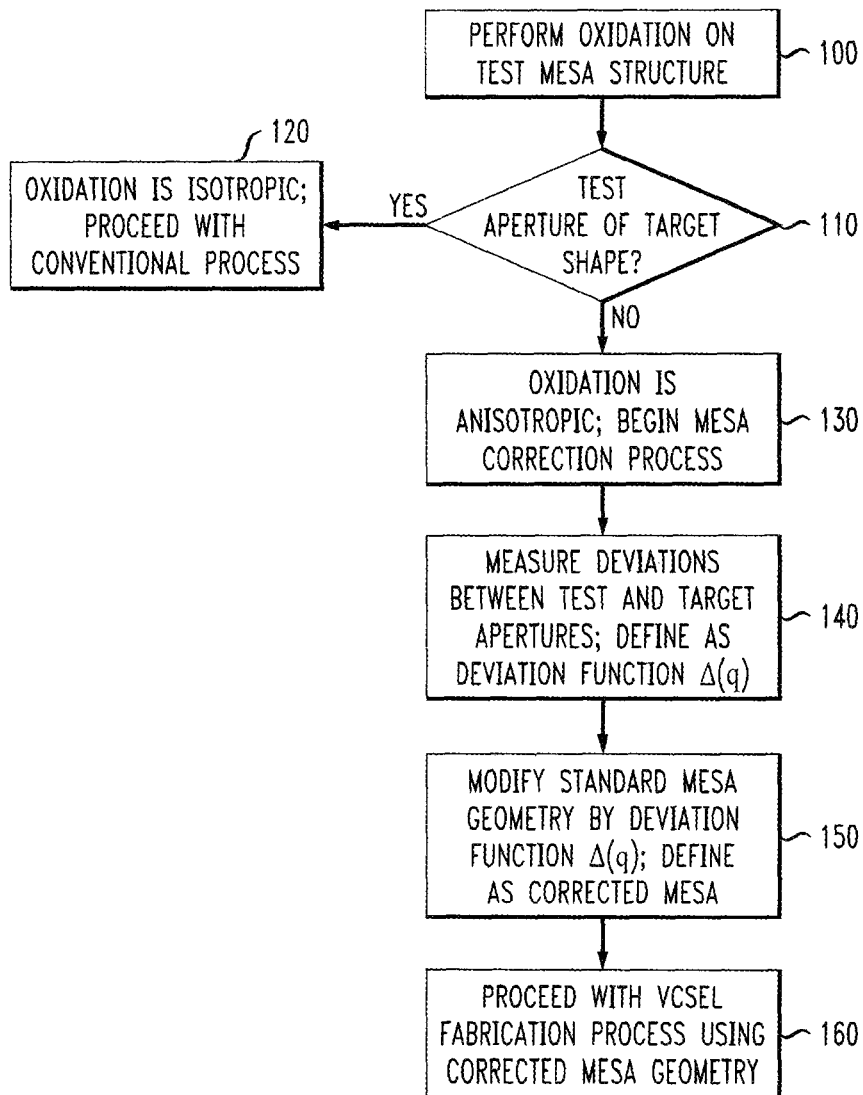 PERFORM OXIDATION ON
TEST MESA STRUCTURE
100
120
OXIDATION IS ISOTROPIC;
PROCEED WITH
CONVENTIONAL PROCESS
YES
TEST
APERTURE OF TARGET
SHAPE?
110
NO
OXIDATION IS
ANISOTROPIC; BEGIN MESA
CORRECTION PROCESS
130
MEASURE DEVIATIONS
BETWEEN TEST AND TARGET
APERTURES; DEFINE AS
DEVIATION FUNCTION Δ(q)
140
MODIFY STANDARD MESA
GEOMETRY BY DEVIATION
FUNCTION Δ(q); DEFINE
AS CORRECTED MESA
150
PROCEED WITH VCSEL
FABRICATION PROCESS USING
CORRECTED MESA GEOMETRY
160